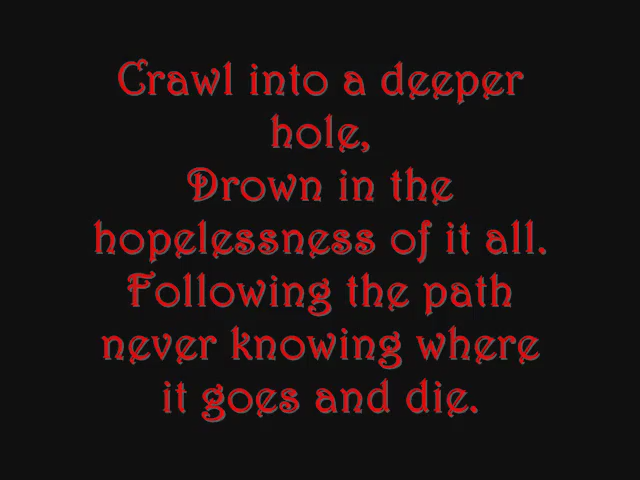 Crawl into a deeper
hole,
Drown in the
hopelessness of it all.
Following the path
never knowing where
it goes and die.